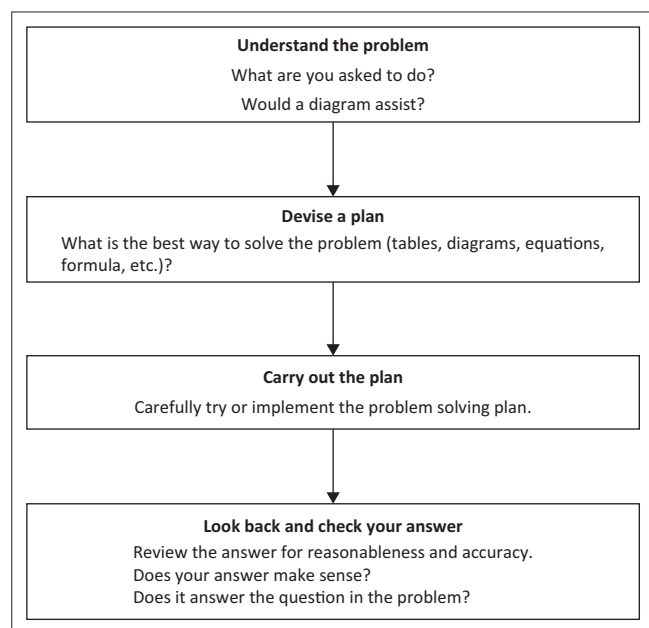 Understand the problem
What are you asked to do?
Would a diagram assist?
Devise a plan
What is the best way to solve the problem (tables, diagrams, equations,
formula, etc.)?
Carry out the plan
Carefully try or implement the problem solving plan.
Look back and check your answer
Review the answer for reasonableness and accuracy.
Does your answer make sense?
Does it answer the question in the problem?